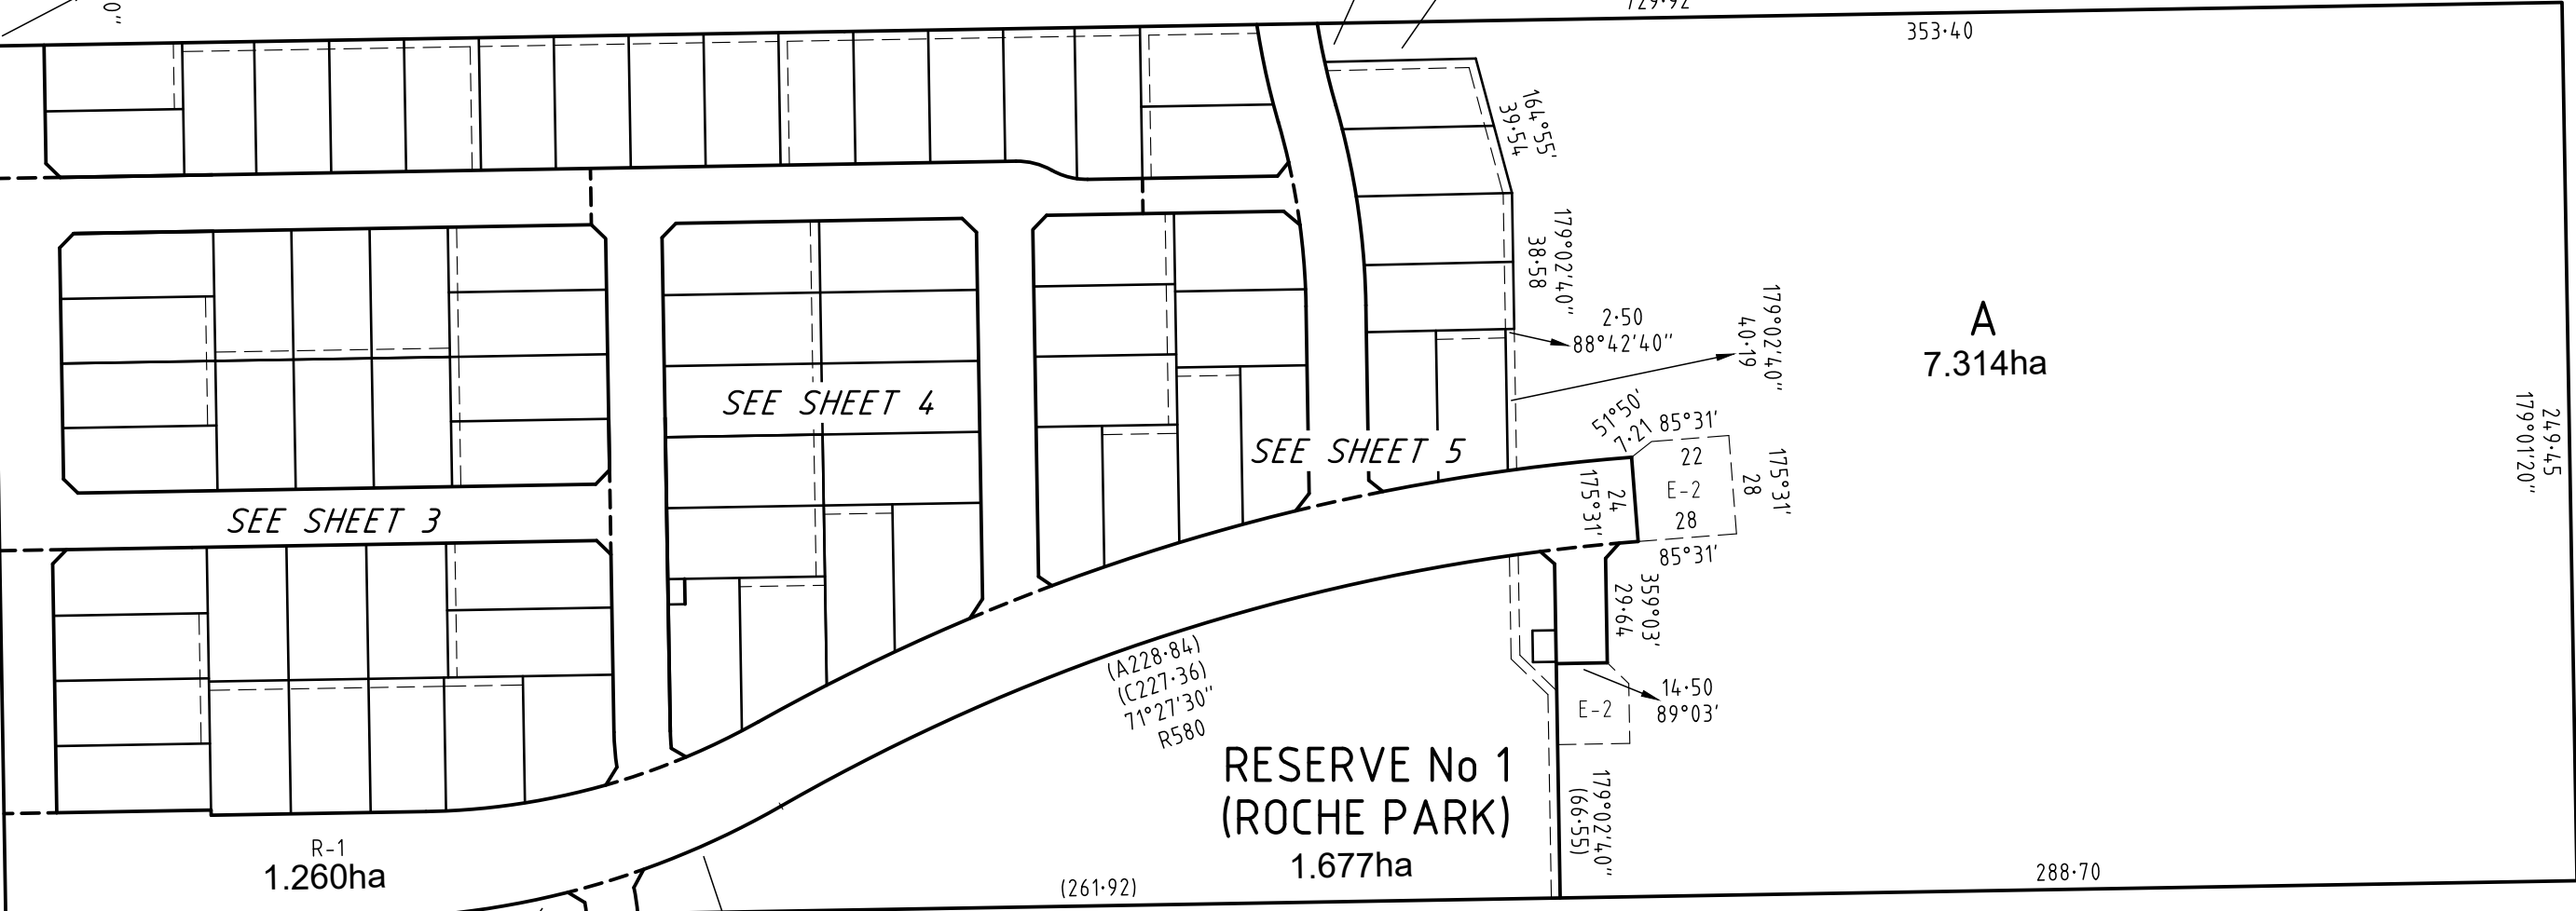 0"
729·92
353·40
164°55'
39·54
179°02'40"
38·58
2·50
88°42'40"
179°02'40"
40·19
A
7.314ha
249·45
179°01'20"
SEE SHEET 4
SEE SHEET 5
51°50'
7·21
85°31'
22
E-2
28
175°31'
28
85°31'
24
175°31'
SEE SHEET 3
359°03'
29·64
14·50
89°03'
E-2
(A228·84)
(C227·36)
71°27'30"
R580
RESERVE No 1
(ROCHE PARK)
1.677ha
179°02'40"
(66·55)
R-1
1.260ha
(261·92)
288·70